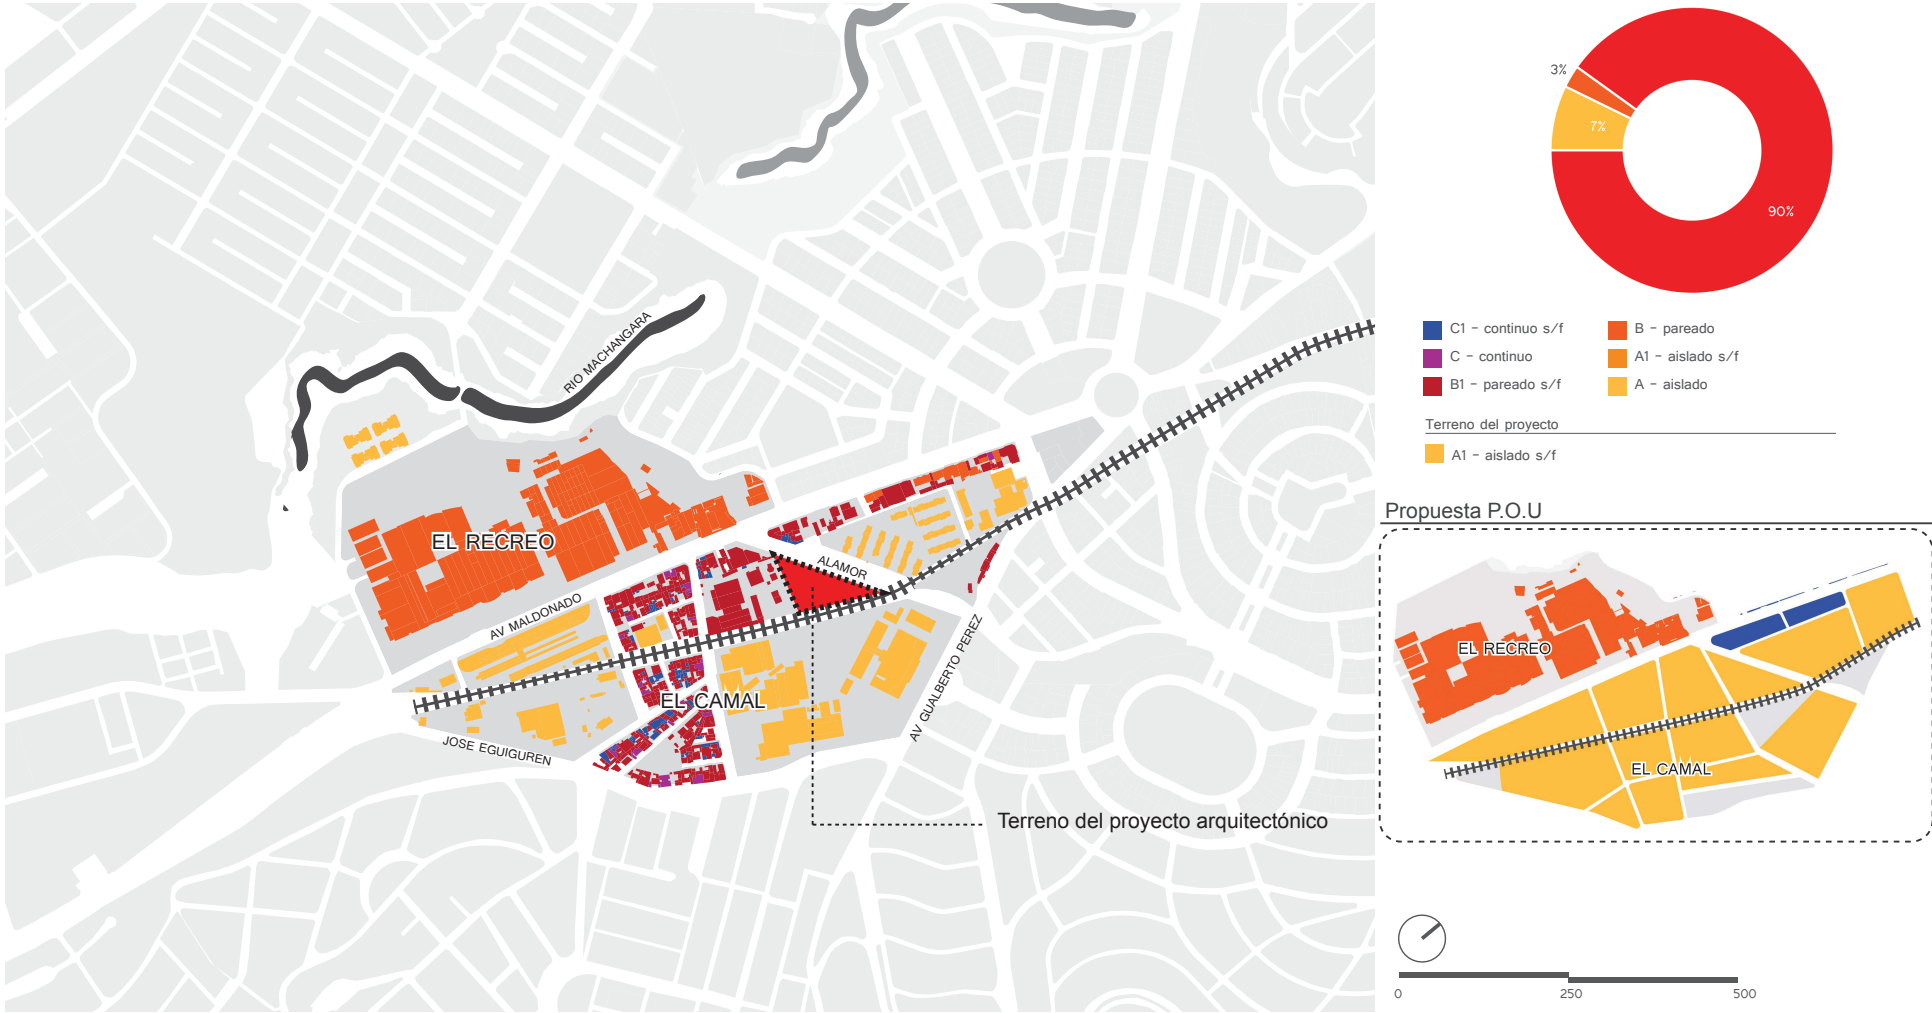 RIO MACHANGARA
EL RECREO
AV MALDONADO
ALAMOR
EL CAMAL
JOSE EGUIGUREN
AV GUALBERTO PEREZ
Terreno del proyecto arquitectónico
3%
7%
90%
C1 - continuo s/f
C - continuo
B1 - pareado s/f
B - pareado
A1 - aislado s/f
A - aislado
Terreno del proyecto
A1 - aislado s/f
Propuesta P.O.U
EL RECREO
EL CAMAL
0 250 500